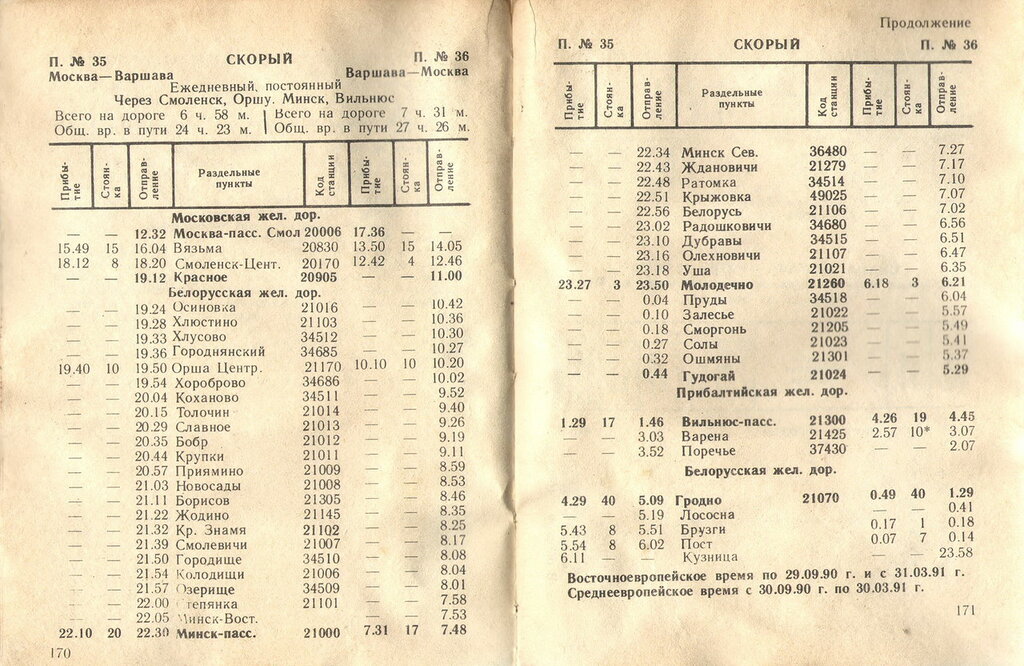 П. № 35 СКОРЫЙ П. № 36
Москва—Варшава Варшава—Москва
Ежедневный, постоянный
Через Смоленск, Оршу. Минск, Вильнюс
Всего на дороге 6 ч. 58 м. Всего на дороге 7 ч. 31 м.
Общ. вр. в пути 24 ч. 23 м. Общ. вр. в пути 27 ч. 26 м.
Прибытие Стоянка Отправление Раздельные пункты Код станции Прибытие Стоянка Отправление
Московская жел. дор.
— — 12.32 Москва-пасс. Смол 20006 17.36 — —
15.49 15 16.04 Вязьма 20830 13.50 15 14.05
18.12 8 18.20 Смоленск-Цент. 20170 12.42 4 12.46
— — 19.12 Красное 20905 — — 11.00
Белорусская жел. дор.
— — 19.24 Осиновка 21016 — — 10.42
— — 19.28 Хлюстино 21103 — — 10.36
— — 19.33 Хлусово 34512 — — 10.30
— — 19.36 Городнянский 34685 — — 10.27
19.40 10 19.50 Орша Центр. 21170 10.10 10 10.20
— — 19.54 Хороброво 34686 — — 10.02
— — 20.04 Коханово 34511 — — 9.52
— — 20.15 Толочин 21014 — — 9.40
— — 20.29 Славное 21013 — — 9.26
— — 20.35 Бобр 21012 — — 9.19
— — 20.44 Крупки 21011 — — 9.11
— — 20.57 Приямино 21009 — — 8.59
— — 21.03 Новосады 21008 — — 8.53
— — 21.11 Борисов 21305 — — 8.46
— — 21.22 Жодино 21145 — — 8.35
— — 21.32 Кр. Знамя 21102 — — 8.25
— — 21.39 Смолевичи 21007 — — 8.17
— — 21.50 Городище 34510 — — 8.08
— — 21.54 Колодищи 21006 — — 8.04
— — 21.57 Озерище 34509 — — 8.01
— — 22.00 Степянка 21101 — — 7.58
— — 22.05 Минск-Вост. — — 7.53
22.10 20 22.30 Минск-пасс. 21000 7.31 17 7.48
170
Продолжение
П. № 35 СКОРЫЙ П. № 36
Прибытие Стоянка Отправление Раздельные пункты Код станции Прибытие Стоянка Отправление
— — 22.34 Минск Сев. 36480 — — 7.27
— — 22.43 Ждановичи 21279 — — 7.17
— — 22.48 Ратомка 34514 — — 7.10
— — 22.51 Крыжовка 49025 — — 7.07
— — 22.56 Белорусь 21106 — — 7.02
— — 23.02 Радошковичи 34680 — — 6.56
— — 23.10 Дубравы 34515 — — 6.51
— — 23.16 Олехновичи 21107 — — 6.47
— — 23.18 Уша 21021 — — 6.35
23.27 3 23.50 Молодечно 21260 6.18 3 6.21
— — 0.04 Пруды 34518 — — 6.04
— — 0.10 Залесье 21022 — — 5.57
— — 0.18 Сморгонь 21205 — — 5.49
— — 0.27 Солы 21023 — — 5.41
— — 0.32 Ошмяны 21301 — — 5.37
— — 0.44 Гудогай 21024 — — 5.29
Прибалтийская жел. дор.
1.29 17 1.46 Вильнюс-пасс. 21300 4.26 19 4.45
— — 3.03 Варена 21425 2.57 10* 3.07
— — 3.52 Поречье 37430 — — 2.07
Белорусская жел. дор.
4.29 40 5.09 Гродно 21070 0.49 40 1.29
— — 5.19 Лососна — — 0.41
5.43 8 5.51 Брузги 0.17 1 0.18
5.54 8 6.02 Пост 0.07 7 0.14
6.11 — — Кузница — — 23.58
Восточноевропейское время по 29.09.90 г. и с 31.03.91 г.
Среднеевропейское время с 30.09.90 г. по 30.03.91 г.
171